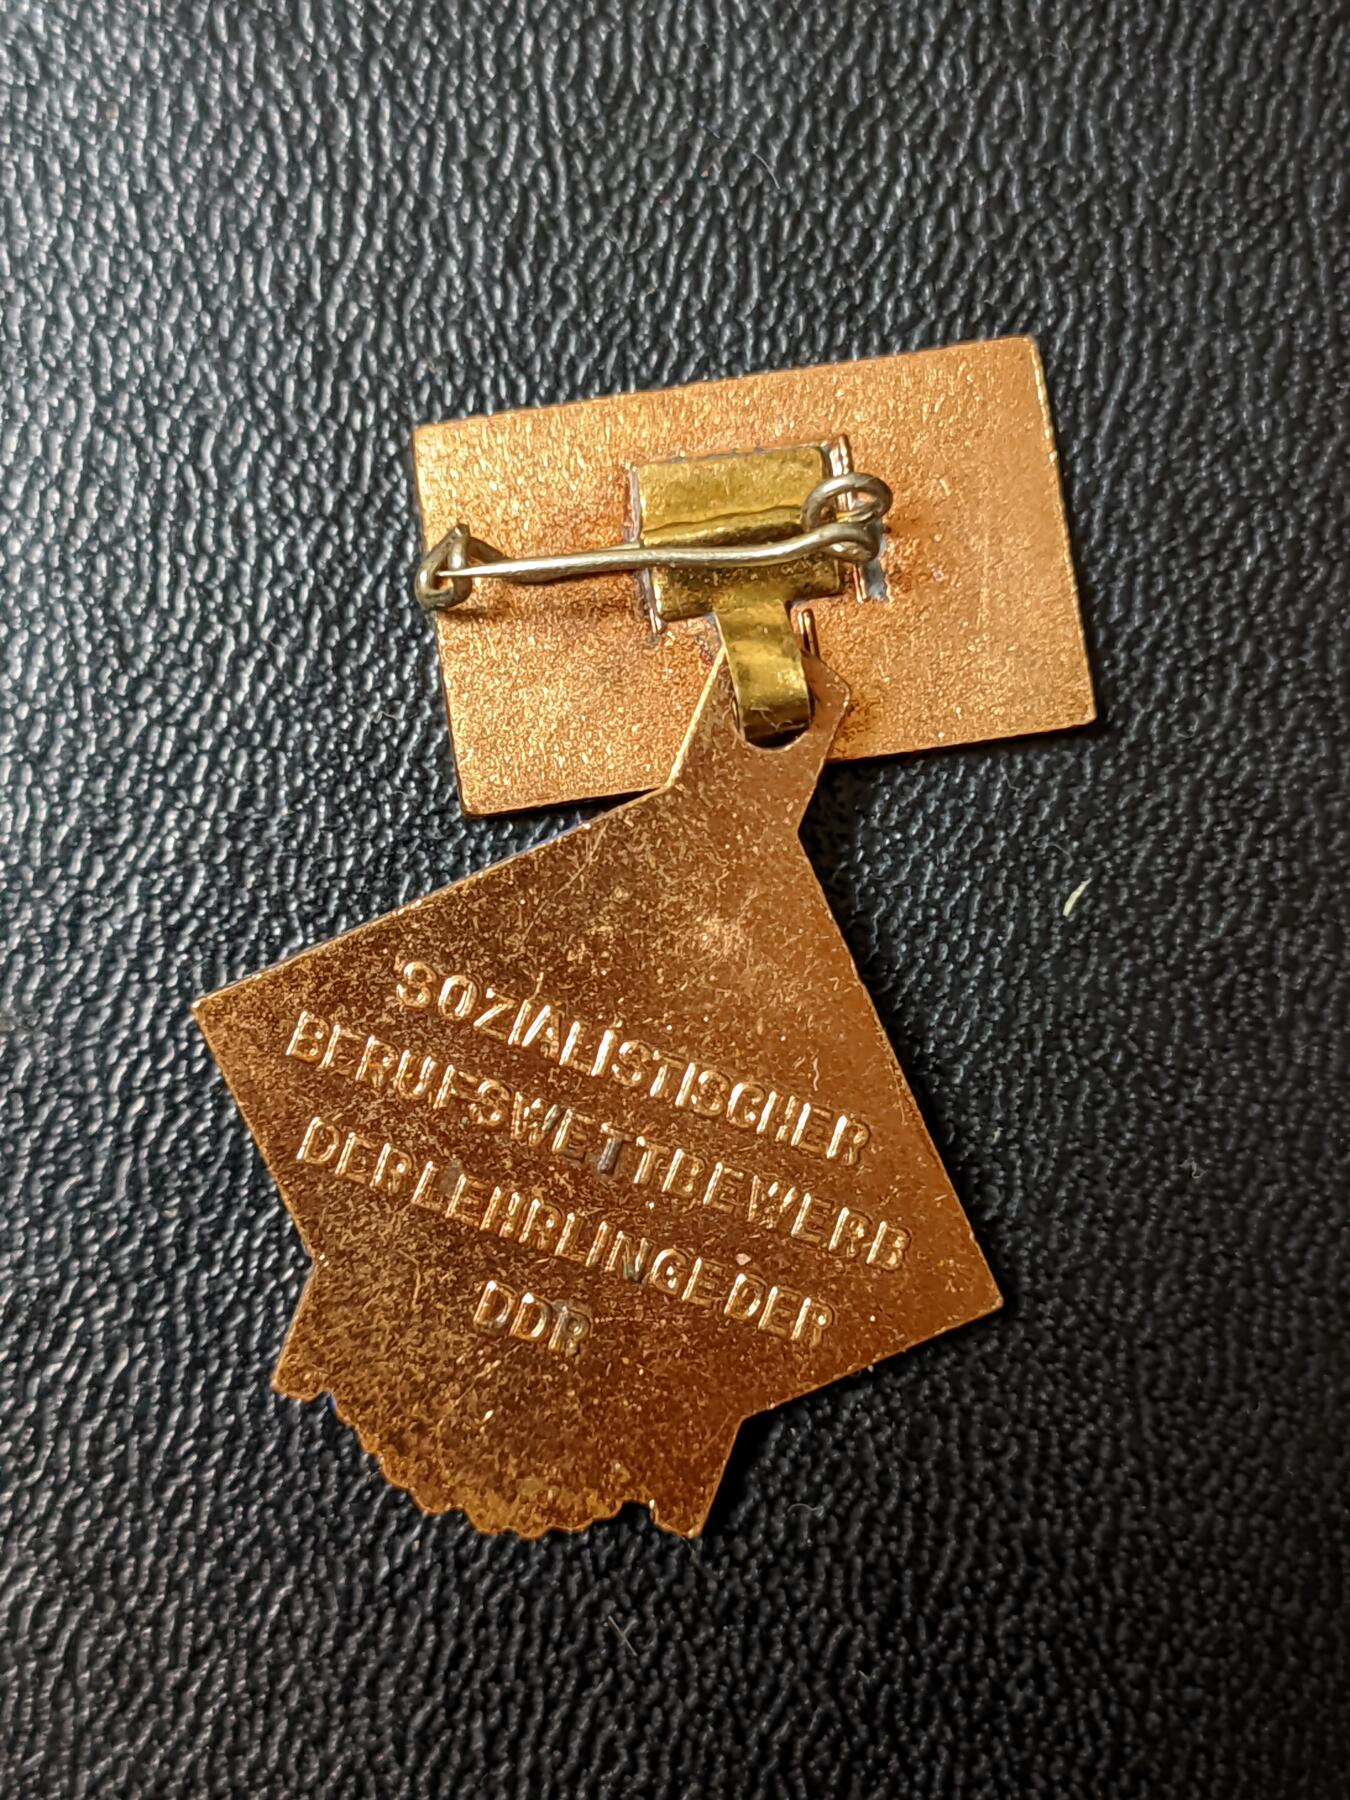 SOZIALISTISCHER
BERUFSWETTBEWERB
DER LEHRLINGE DER
DDR